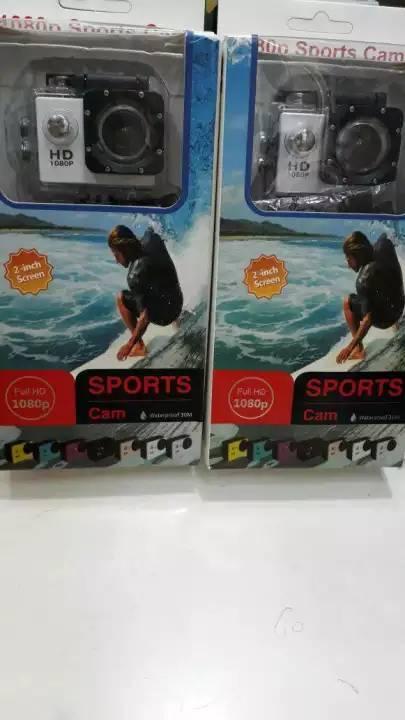 1080p Sports Cam
HD
1080P
2-inch
Screen
Full HD
1080p
SPORTS
Cam
Waterproof 30M
80p Sports Cam
HD
1080P
2-inch
Screen
Full HD
1080p
SPORTS
Cam
Waterproof 30M